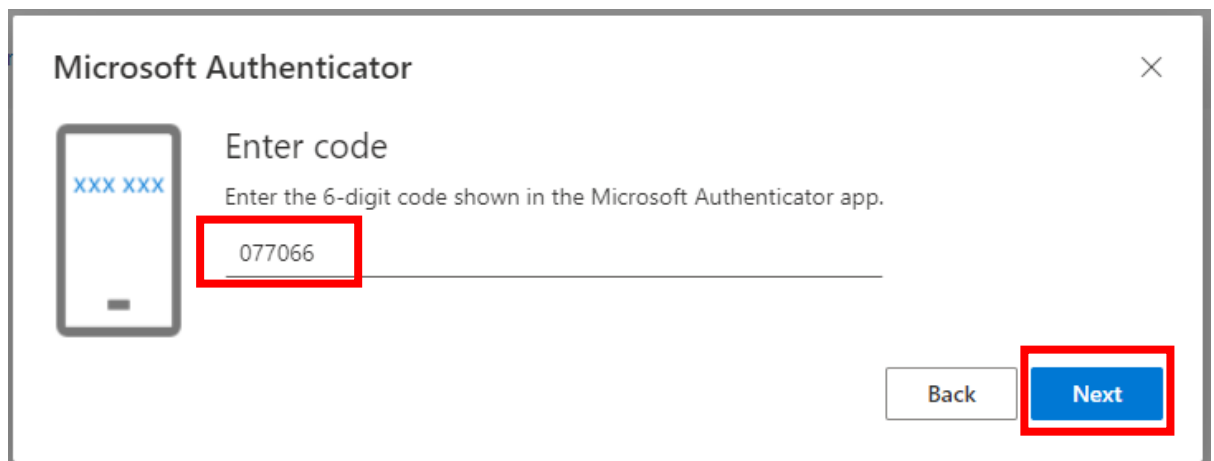 Microsoft Authenticator
xxx xxx
Enter code
Enter the 6-digit code shown in the Microsoft Authenticator app.
077066
Back
Next